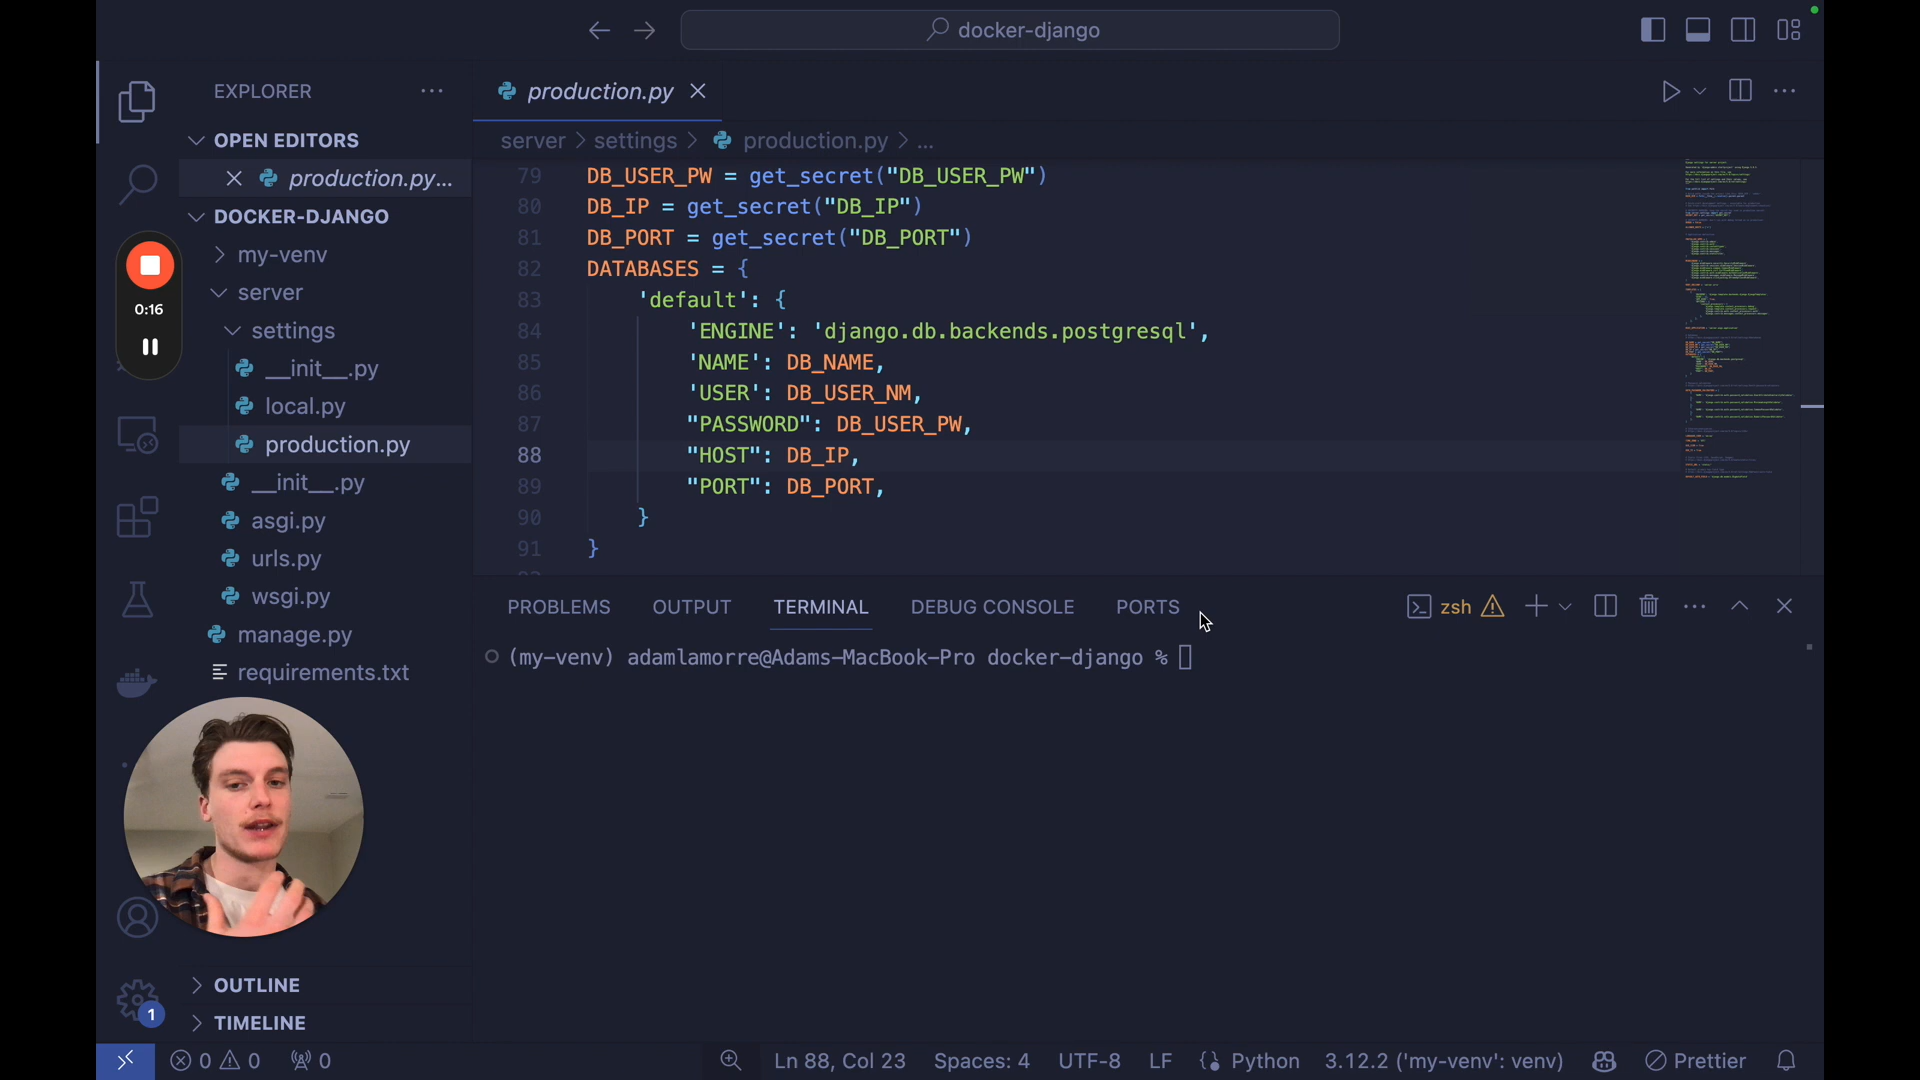 docker-django
EXPLORER
production.py
OPEN EDITORS
server > settings > production.py > ...
production.py...
DOCKER-DJANGO
my-venv
server
settings
__init__.py
local.py
production.py
__init__.py
asgi.py
urls.py
wsgi.py
manage.py
requirements.txt
0:16
79 DB_USER_PW = get_secret("DB_USER_PW")
80 DB_IP = get_secret("DB_IP")
81 DB_PORT = get_secret("DB_PORT")
82 DATABASES = {
83 'default': {
84 'ENGINE': 'django.db.backends.postgresql',
85 'NAME': DB_NAME,
86 'USER': DB_USER_NM,
87 "PASSWORD": DB_USER_PW,
88 "HOST": DB_IP,
89 "PORT": DB_PORT,
90 }
91 }
PROBLEMS OUTPUT TERMINAL DEBUG CONSOLE PORTS zsh
(my-venv) adamlamorre@Adams-MacBook-Pro docker-django %
OUTLINE
1
TIMELINE
0 0 0 Ln 88, Col 23 Spaces: 4 UTF-8 LF Python 3.12.2 ('my-venv': venv) Prettier